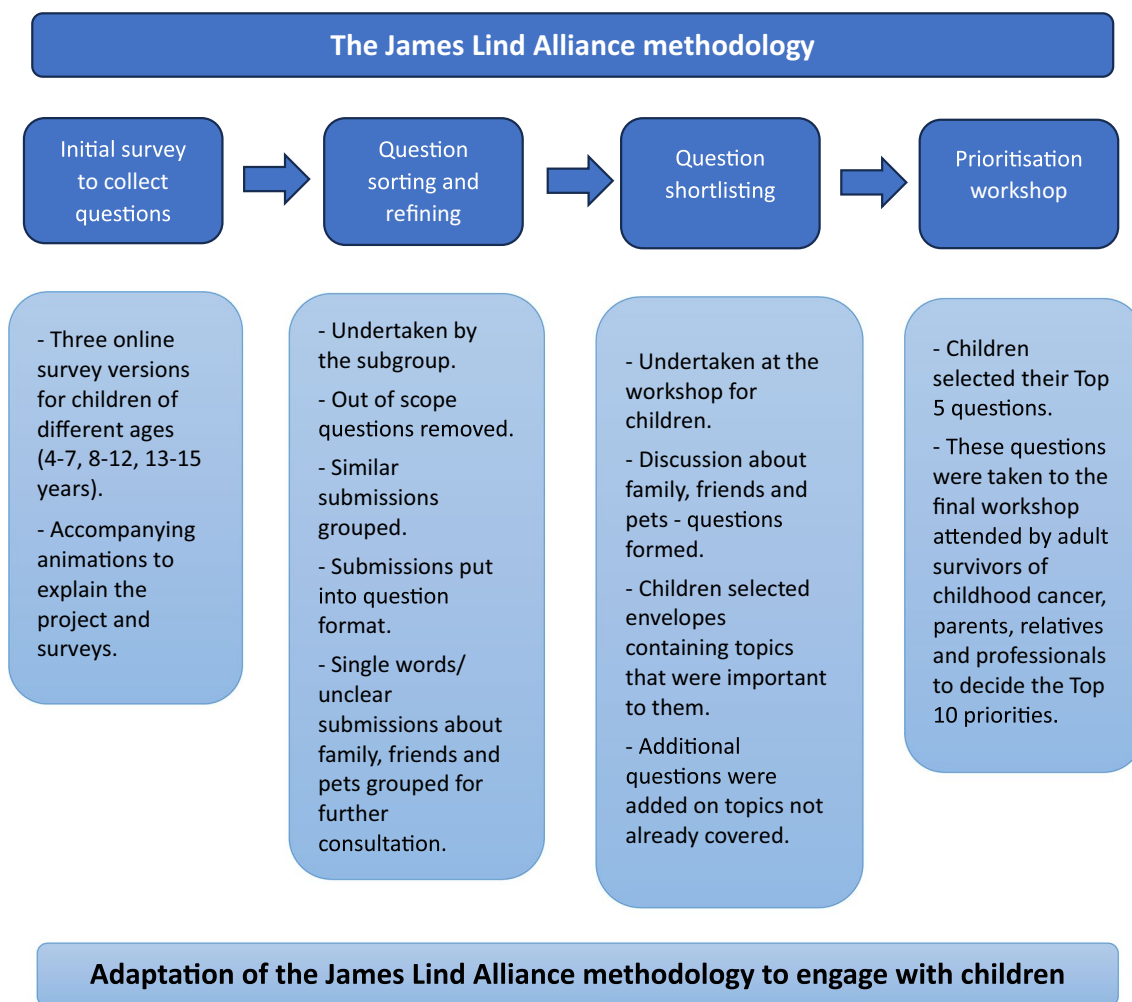 The James Lind Alliance methodology
Initial survey
to collect
questions
Question
sorting and
refining
Question
shortlisting
Prioritisation
workshop
- Three online
survey versions
for children of
different ages
(4-7, 8-12, 13-15
years).
- Accompanying
animations to
explain the
project and
surveys.
- Undertaken by
the subgroup.
- Out of scope
questions removed.
- Similar
submissions
grouped.
- Submissions put
into question
format.
- Single words/
unclear
submissions about
family, friends and
pets grouped for
further
consultation.
- Undertaken at the
workshop for
children.
- Discussion about
family, friends and
pets - questions
formed.
- Children selected
envelopes
containing topics
that were important
to them.
- Additional
questions were
added on topics not
already covered.
- Children
selected their Top
5 questions.
- These questions
were taken to the
final workshop
attended by adult
survivors of
childhood cancer,
parents, relatives
and professionals
to decide the Top
10 priorities.
Adaptation of the James Lind Alliance methodology to engage with children